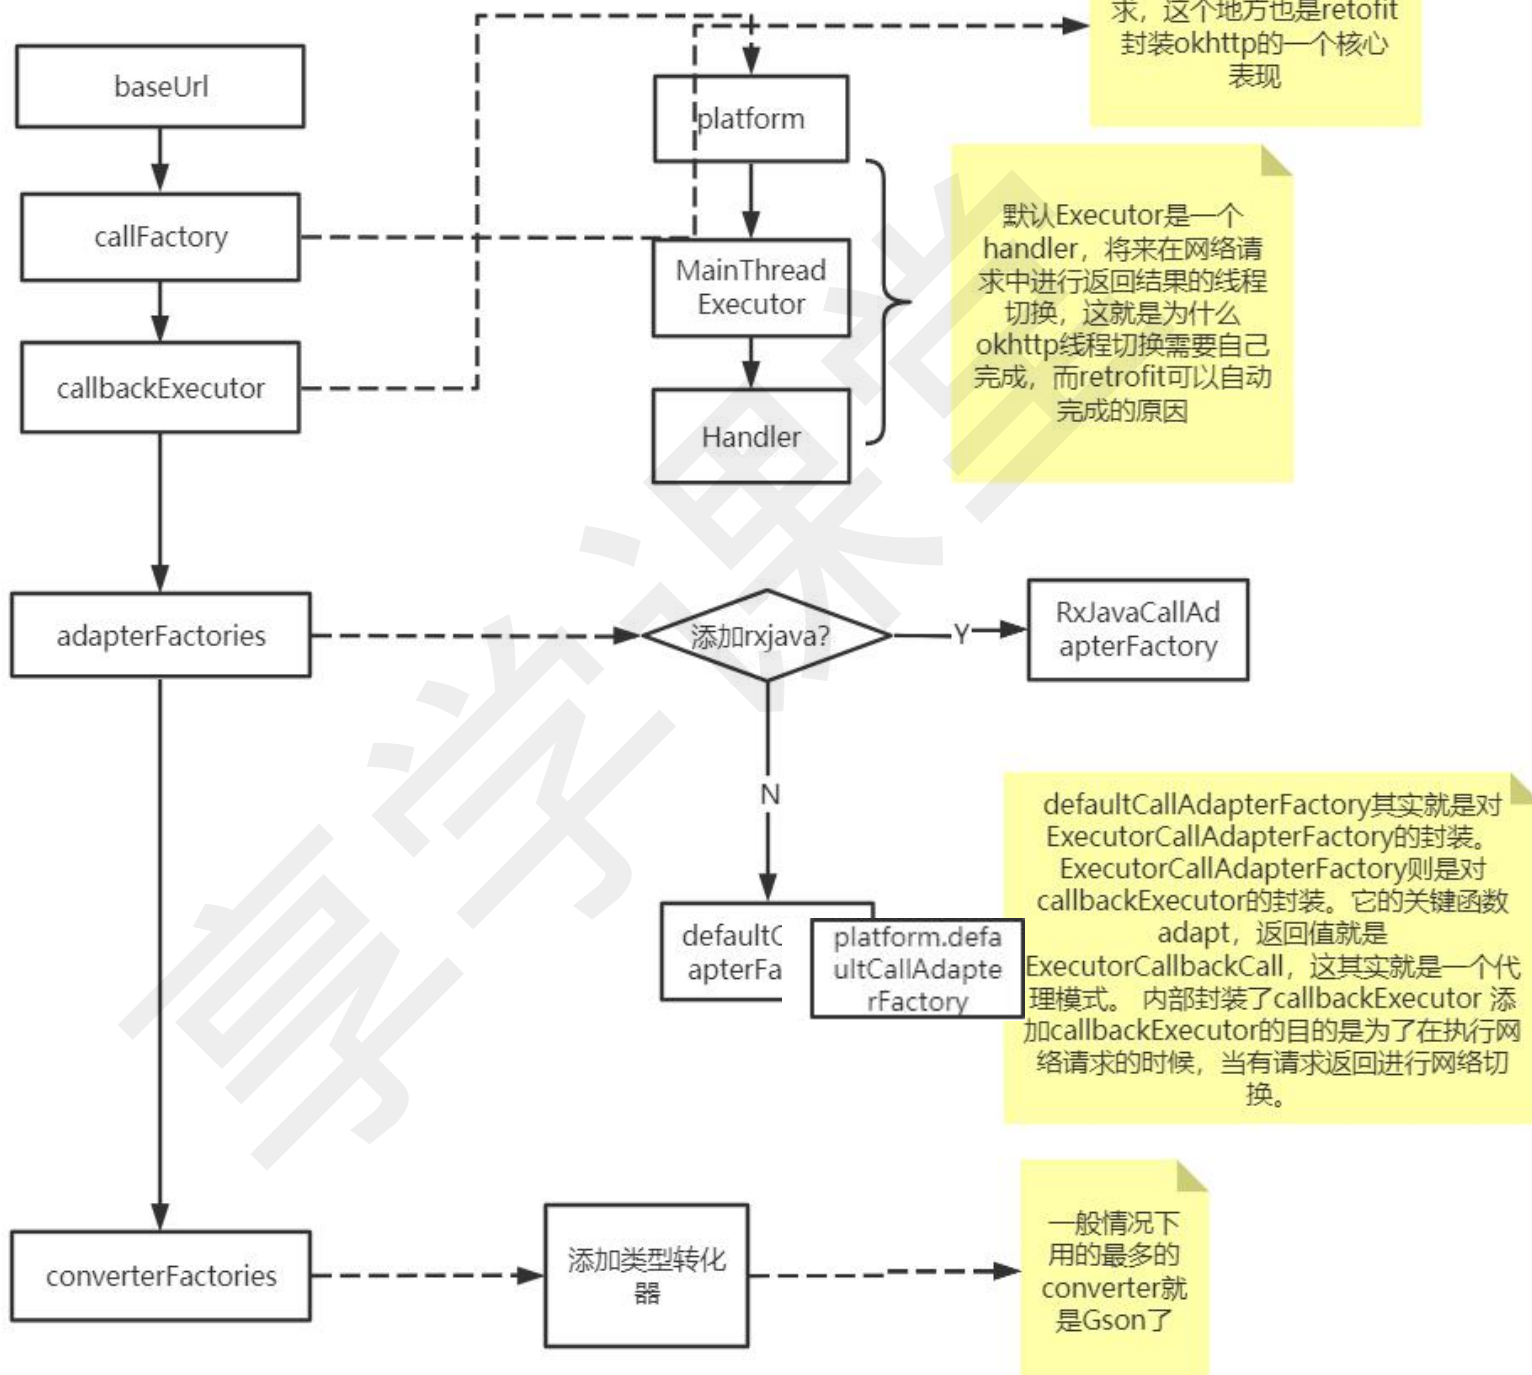 求，这个地方也是retofit
封装okhttp的一个核心
表现
baseUrl
platform
callFactory
MainThread
Executor
默认Executor是一个
handler，将来在网络请
求中进行返回结果的线程
切换，这就是为什么
okhttp线程切换需要自己
完成，而retrofit可以自动
完成的原因
callbackExecutor
Handler
adapterFactories
添加rxjava?
Y
RxJavaCallAd
apterFactory
N
defaultC
apterFa
platform.defa
ultCallAdapte
rFactory
defaultCallAdapterFactory其实就是对
ExecutorCallAdapterFactory的封装。
ExecutorCallAdapterFactory则是对
callbackExecutor的封装。它的关键函数
adapt，返回值就是
ExecutorCallbackCall，这其实就是一个代
理模式。 内部封装了callbackExecutor 添
加callbackExecutor的目的是为了在执行网
络请求的时候，当有请求返回进行网络切
换。
converterFactories
添加类型转化
器
一般情况下
用的最多的
converter就
是Gson了
享学课堂